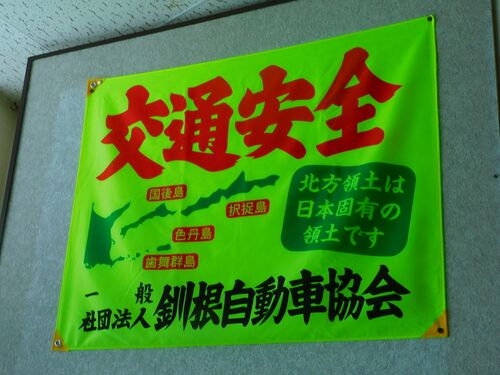 交通安全
国後島
択捉島
色丹島
歯舞群島
北方領土は
日本固有の
領土です
一般
社団法人 釧根自動車協会